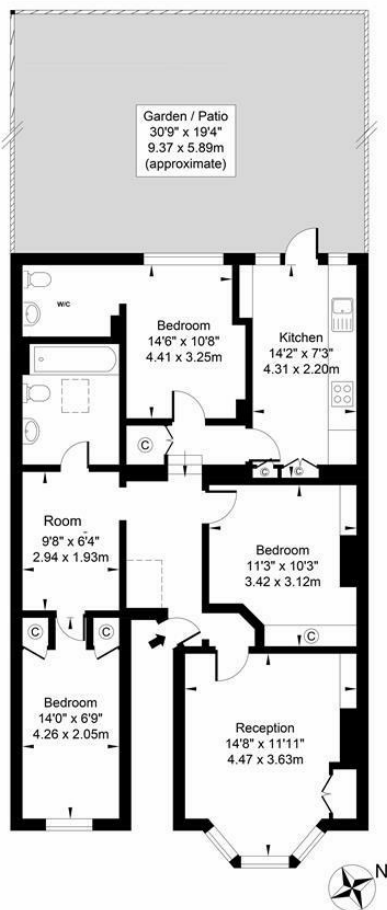 Garden / Patio
30'9" x 19'4"
9.37 x 5.89m
(approximate)
W/C
Bedroom
14'6" x 10'8"
4.41 x 3.25m
Kitchen
14'2" x 7'3"
4.31 x 2.20m
C
C
C
Room
9'8" x 6'4"
2.94 x 1.93m
Bedroom
11'3" x 10'3"
3.42 x 3.12m
C
C
C
Bedroom
14'0" x 6'9"
4.26 x 2.05m
Reception
14'8" x 11'11"
4.47 x 3.63m
N